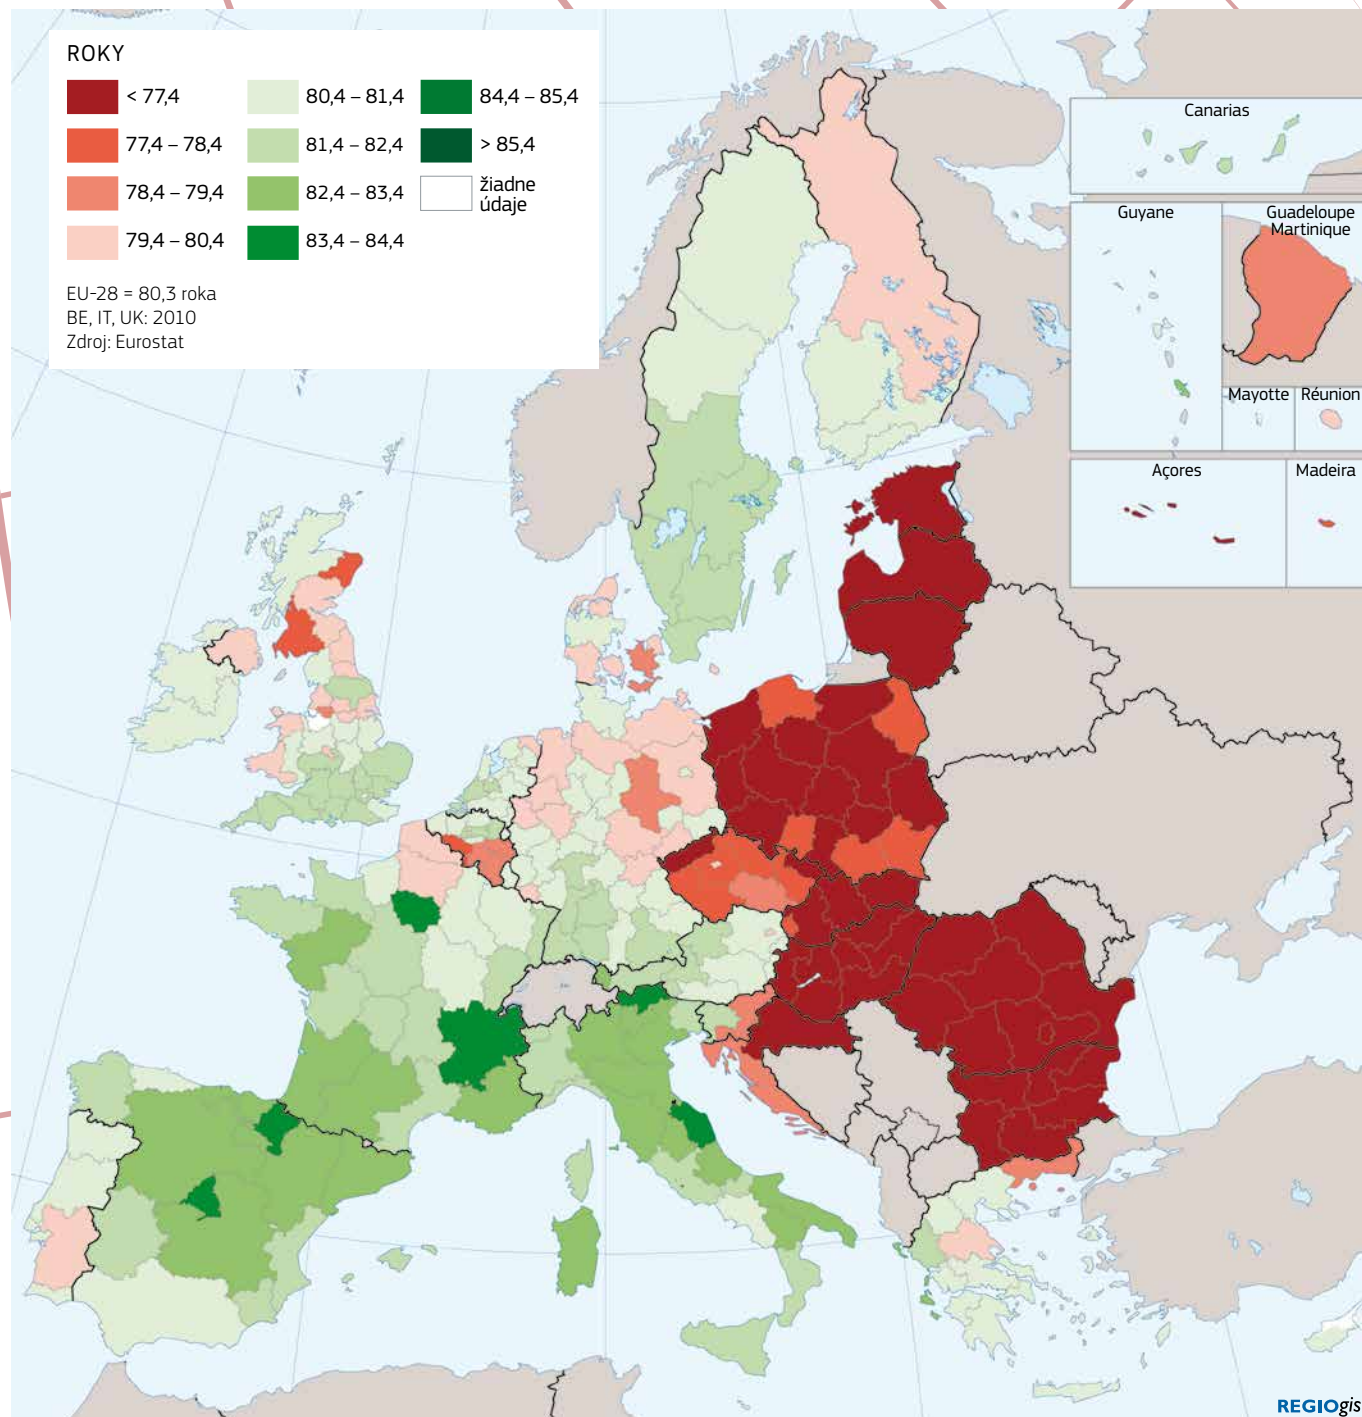 ROKY
< 77,4
77,4 – 78,4
78,4 – 79,4
79,4 – 80,4
80,4 – 81,4
81,4 – 82,4
82,4 – 83,4
83,4 – 84,4
84,4 – 85,4
> 85,4
žiadne
údaje
EU-28 = 80,3 roka
BE, IT, UK: 2010
Zdroj: Eurostat
Canarias
Guyane
Guadeloupe
Martinique
Mayotte
Réunion
Açores
Madeira
REGIOgis